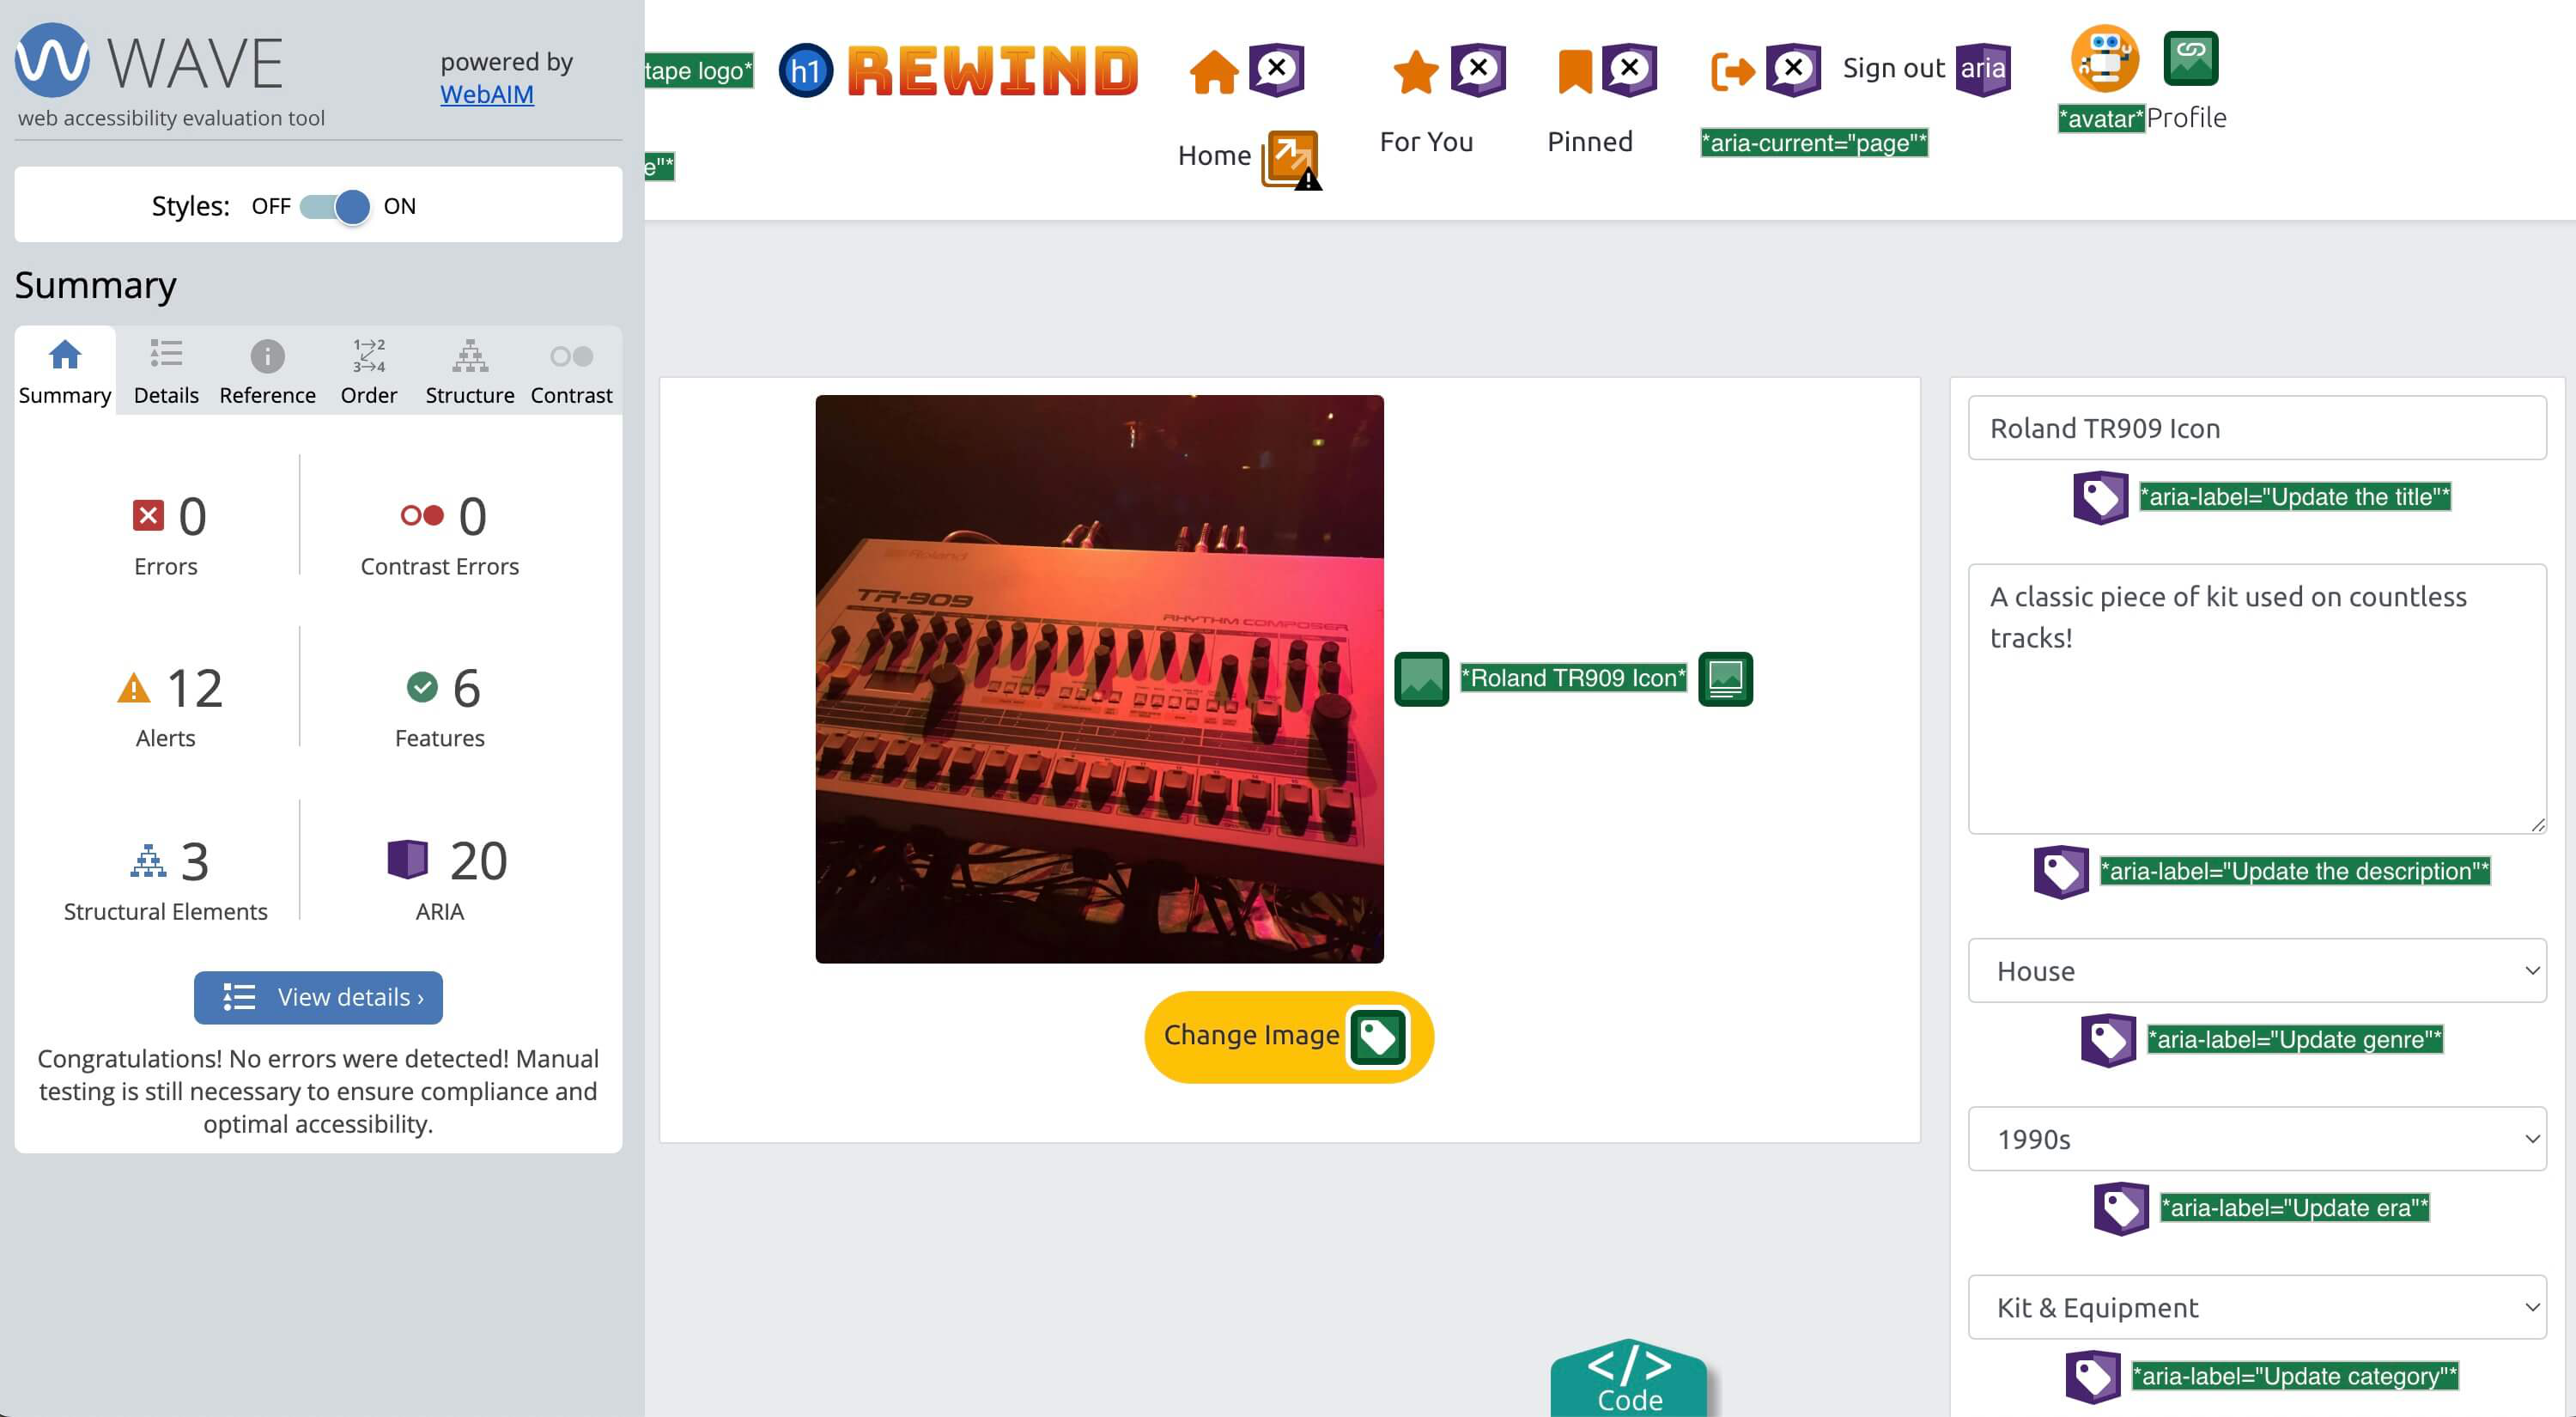 WAVE
powered by
WebAIM
web accessibility evaluation tool
Styles: OFF ON
Summary
Summary
Details
Reference
1→2
3→4
Order
Structure
Contrast
0
Errors
0
Contrast Errors
12
Alerts
6
Features
3
Structural Elements
20
ARIA
View details ›
Congratulations! No errors were detected! Manual
testing is still necessary to ensure compliance and
optimal accessibility.
tape logo*
e"*
h1
REWIND
Home
For You
Pinned
Sign out
aria
*aria-current="page"*
*avatar*Profile
Roland
TR-909
RHYTHM COMPOSER
*Roland TR909 Icon*
Change Image
Roland TR909 Icon
*aria-label="Update the title"*
A classic piece of kit used on countless
tracks!
*aria-label="Update the description"*
House
*aria-label="Update genre"*
1990s
*aria-label="Update era"*
Kit & Equipment
*aria-label="Update category"*
</>
Code